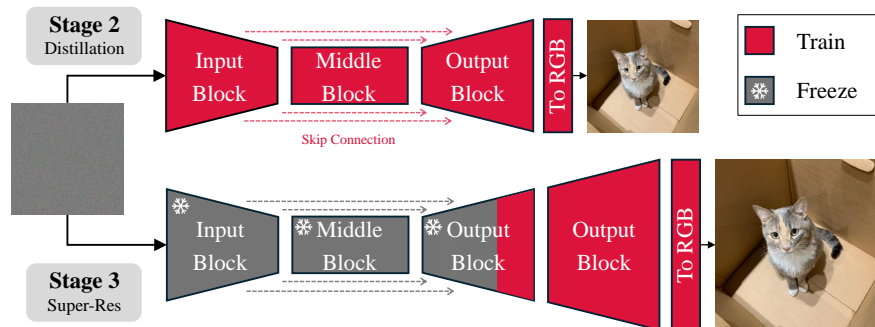 Stage 2
Distillation
Input
Block
Middle
Block
Output
Block
To RGB
Skip Connection
Train
Freeze
Stage 3
Super-Res
Input
Block
Middle
Block
Output
Block
Output
Block
To RGB